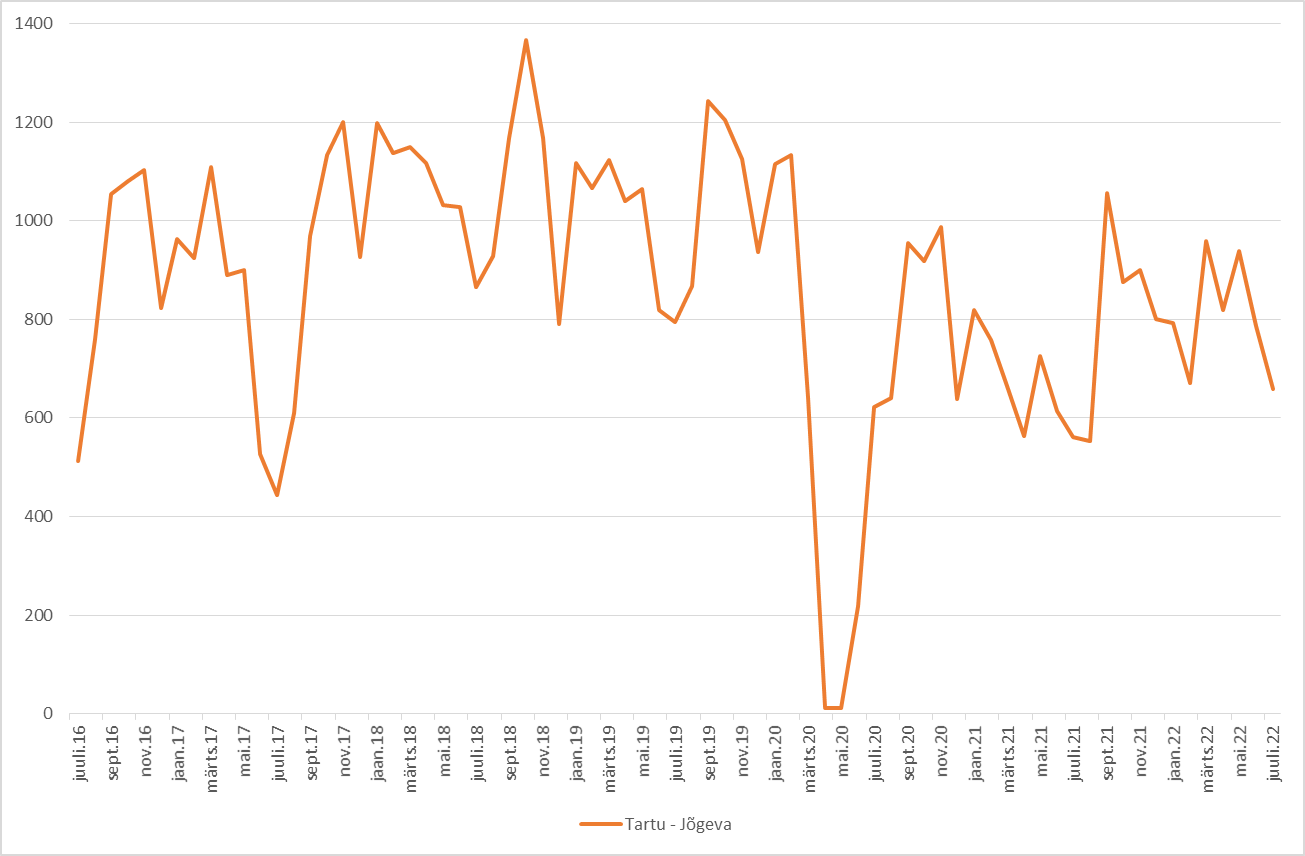 1400
1200
1000
800
600
400
200
0
juuli.16
sept.16
nov.16
jaan.17
märts.17
mai.17
juuli.17
sept.17
nov.17
jaan.18
märts.18
mai.18
juuli.18
sept.18
nov.18
jaan.19
märts.19
mai.19
juuli.19
sept.19
nov.19
jaan.20
märts.20
mai.20
juuli.20
sept.20
nov.20
jaan.21
märts.21
mai.21
juuli.21
sept.21
nov.21
jaan.22
märts.22
mai.22
juuli.22
Tartu - Jõgeva